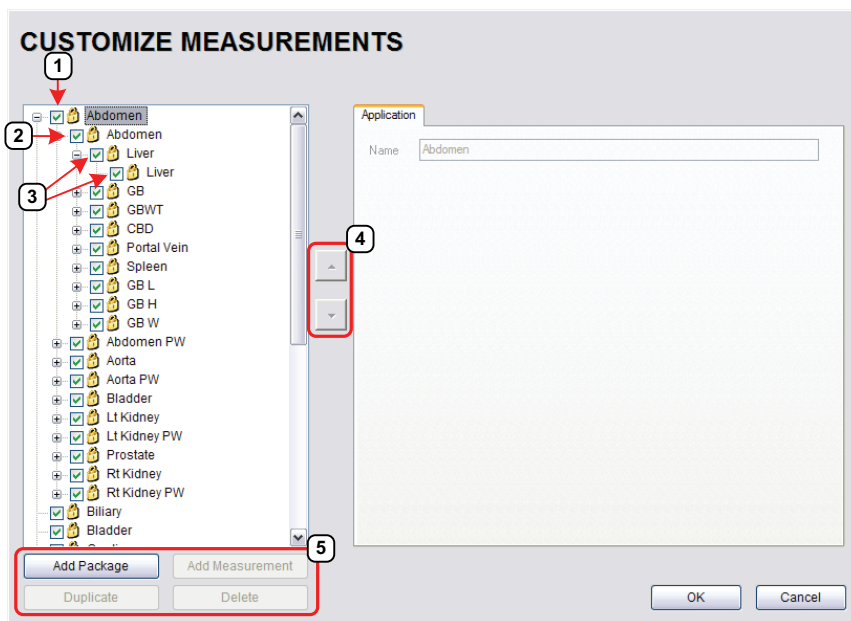 CUSTOMIZE MEASUREMENTS
1
Abdomen
2
Abdomen
Liver
Liver
3
GB
GBWT
CBD
Portal Vein
Spleen
GB L
GB H
GB W
Abdomen PW
Aorta
Aorta PW
Bladder
Lt Kidney
Lt Kidney PW
Prostate
Rt Kidney
Rt Kidney PW
Biliary
Bladder
4
Application
Name Abdomen
5
Add Package Add Measurement
Duplicate Delete
OK Cancel